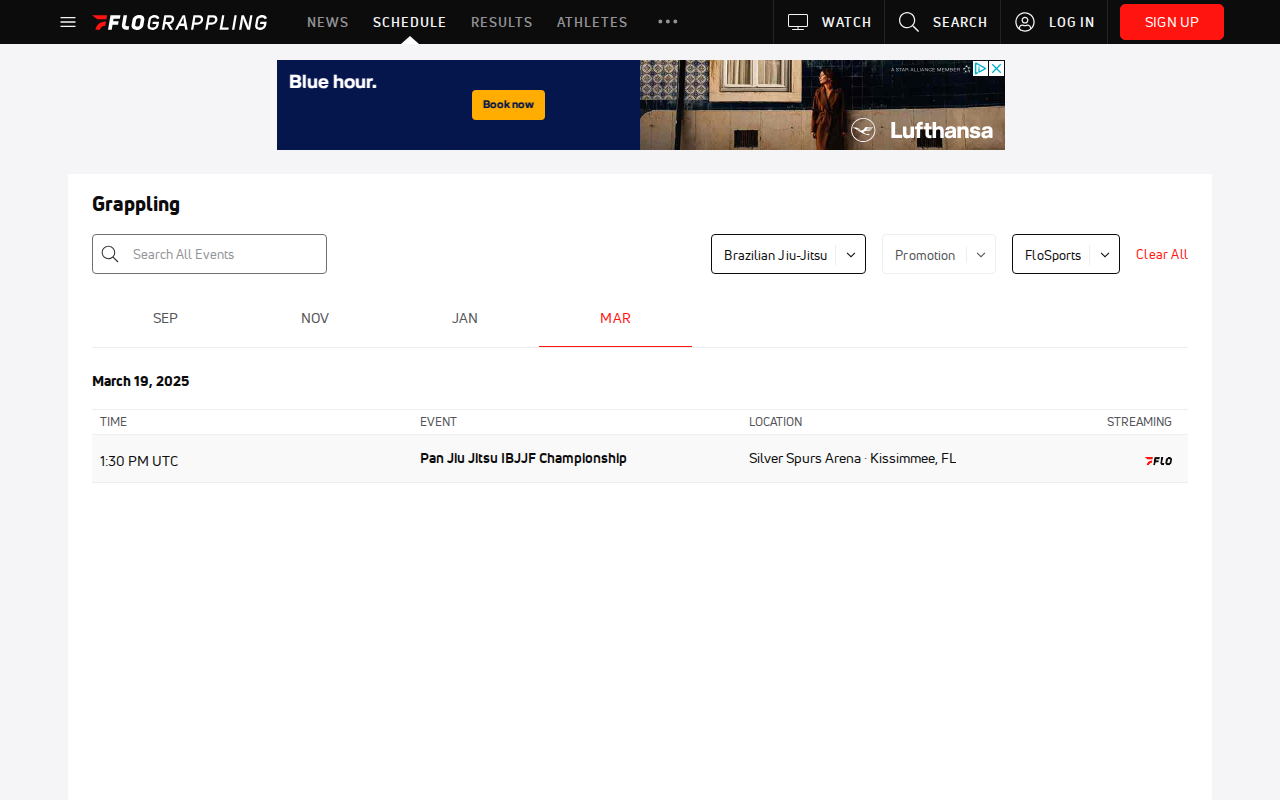 FLOGRAPPLING NEWS SCHEDULE RESULTS ATHLETES WATCH SEARCH LOG IN SIGN UP
Blue hour.
Book now
A STAR ALLIANCE MEMBER
Lufthansa
Grappling
Search All Events Brazilian Jiu-Jitsu Promotion FloSports Clear All
SEP NOV JAN MAR
March 19, 2025
TIME EVENT LOCATION STREAMING
1:30 PM UTC Pan Jiu Jitsu IBJJF Championship Silver Spurs Arena · Kissimmee, FL FLO